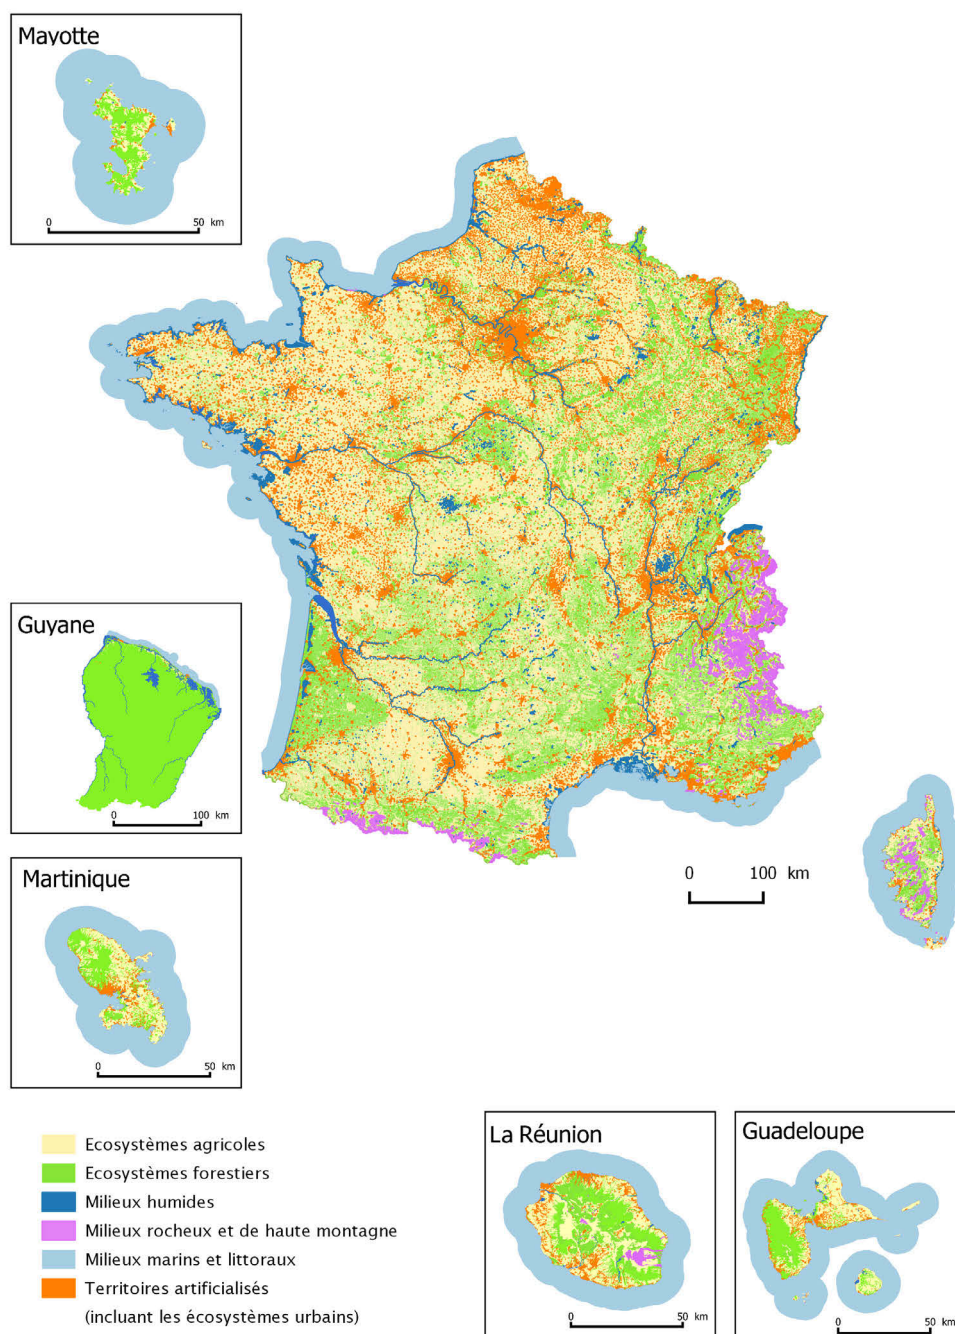 Mayotte
0 50 km
Guyane
0 100 km
0 100 km
Martinique
0 50 km
Ecosystèmes agricoles
Ecosystèmes forestiers
Milieux humides
Milieux rocheux et de haute montagne
Milieux marins et littoraux
Territoires artificialisés
(incluant les écosystèmes urbains)
La Réunion
0 50 km
Guadeloupe
0 50 km